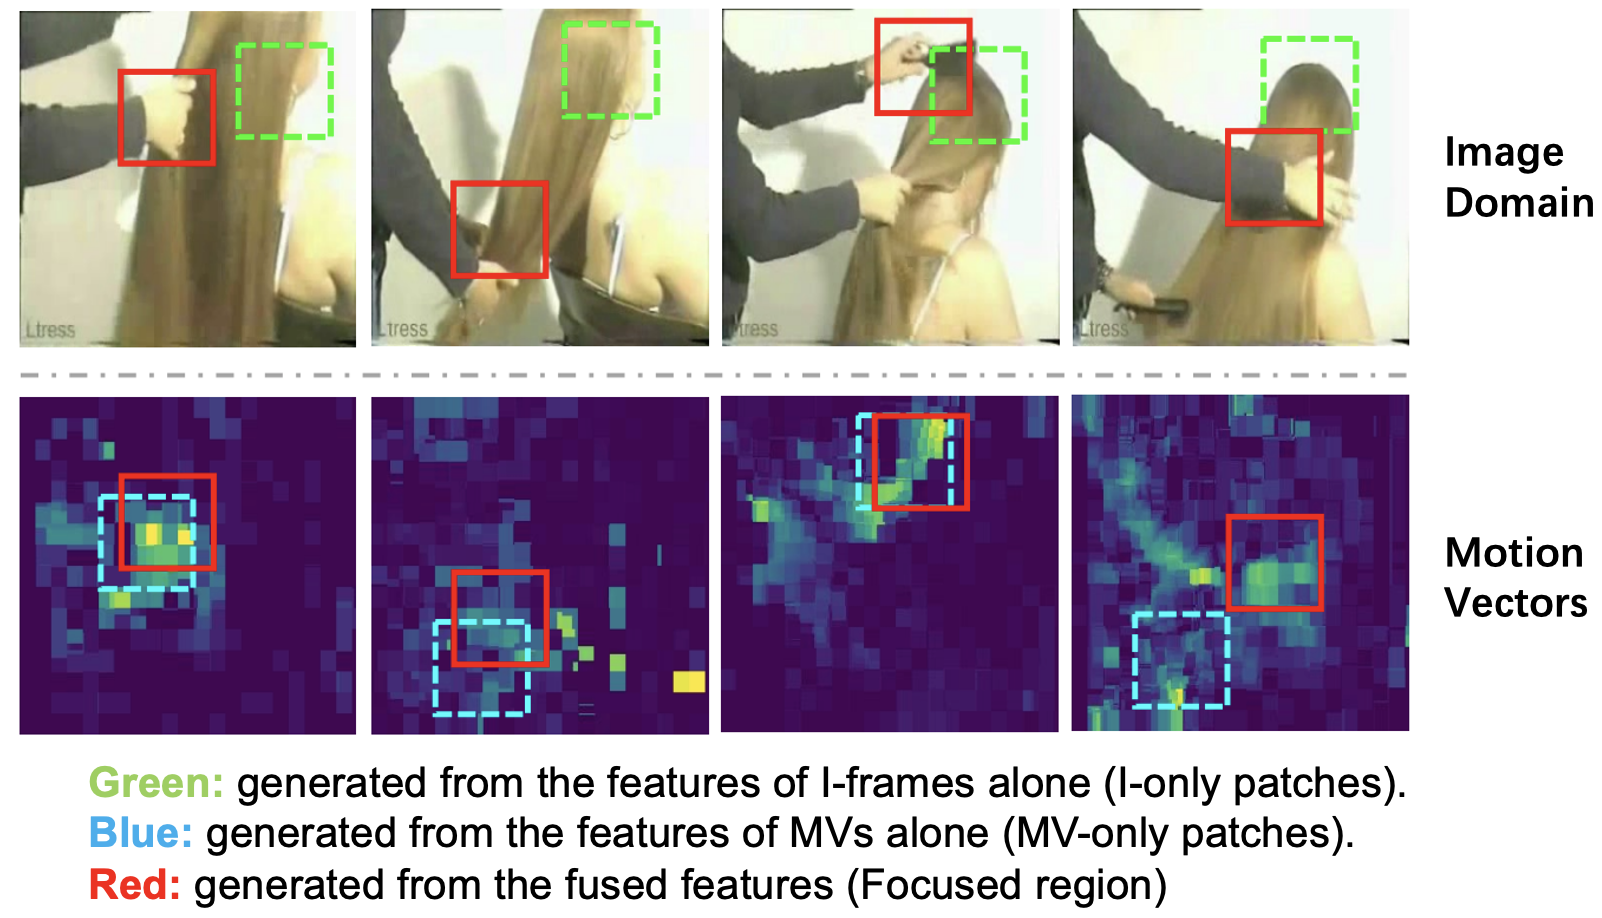 Image
Domain
Ltress
Ltress
tress
Ltress
Motion
Vectors
Green: generated from the features of I-frames alone (I-only patches).
Blue: generated from the features of MVs alone (MV-only patches).
Red: generated from the fused features (Focused region)